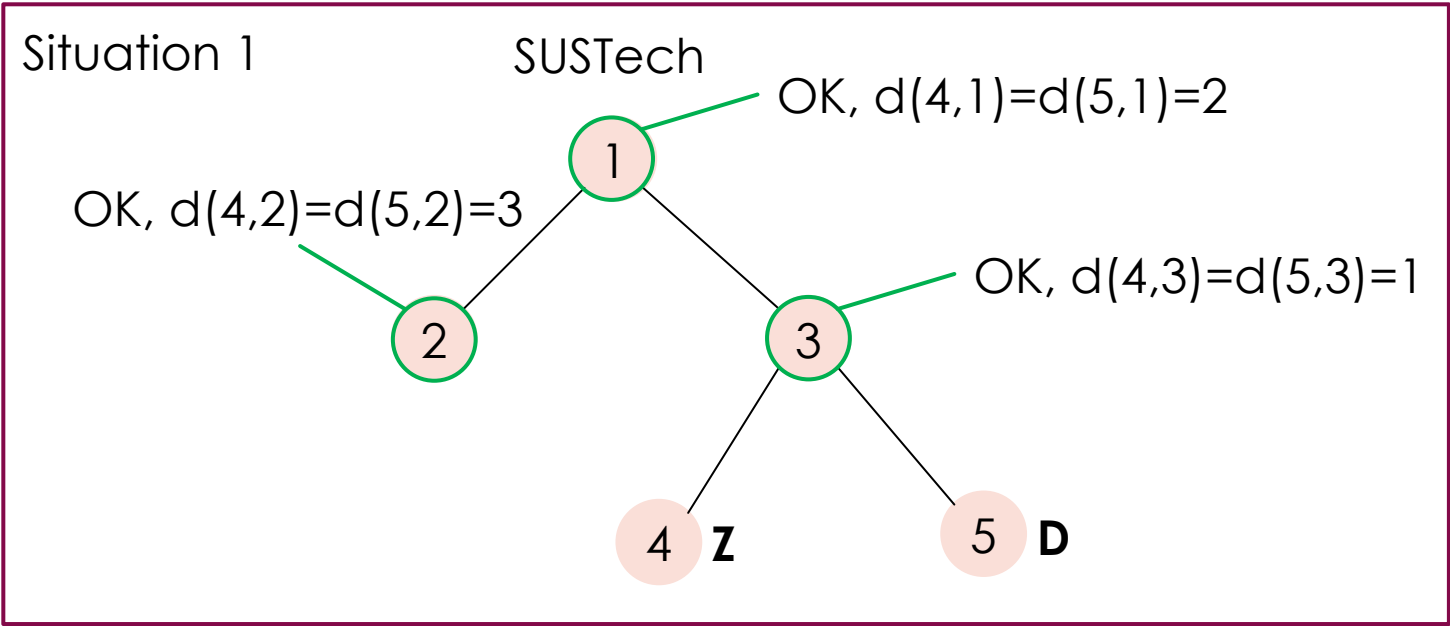 Situation 1
SUSTech
OK, d(4,1)=d(5,1)=2
1
OK, d(4,2)=d(5,2)=3
OK, d(4,3)=d(5,3)=1
2
3
4 Z
5 D